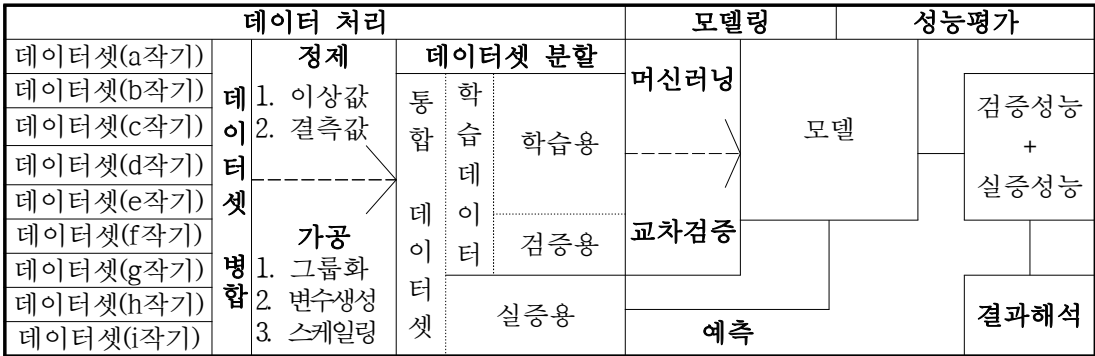 데이터 처리
모델링
성능평가
데이터셋(a작기)
데이터셋(b작기)
데이터셋(c작기)
데이터셋(d작기)
데이터셋(e작기)
데이터셋(f작기)
데이터셋(g작기)
데이터셋(h작기)
데이터셋(i작기)
데이터셋 병합
정제
1. 이상값
2. 결측값
가공
1. 그룹화
2. 변수생성
3. 스케일링
데이터셋 분할
통합 데이터셋
학습데이터
학습용
검증용
실증용
머신러닝
교차검증
예측
모델
검증성능
+
실증성능
결과해석